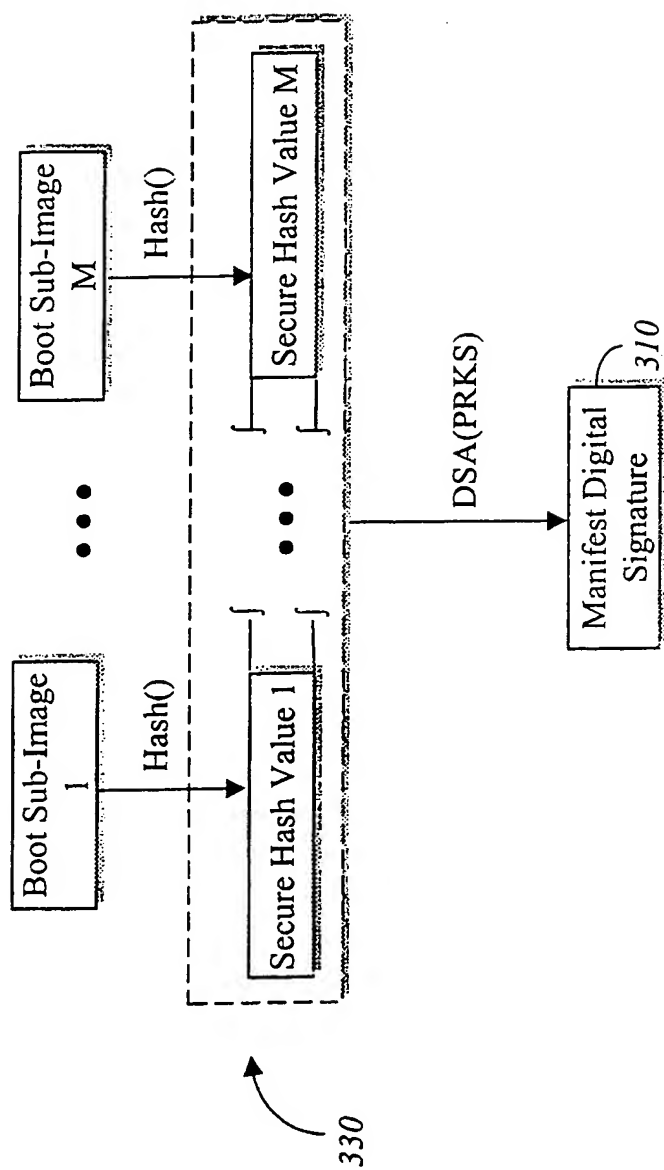 Boot Sub-Image
1
Boot Sub-Image
M
Hash()
Hash()
Secure Hash Value 1
Secure Hash Value M
330
DSA(PRKS)
Manifest Digital
Signature
310